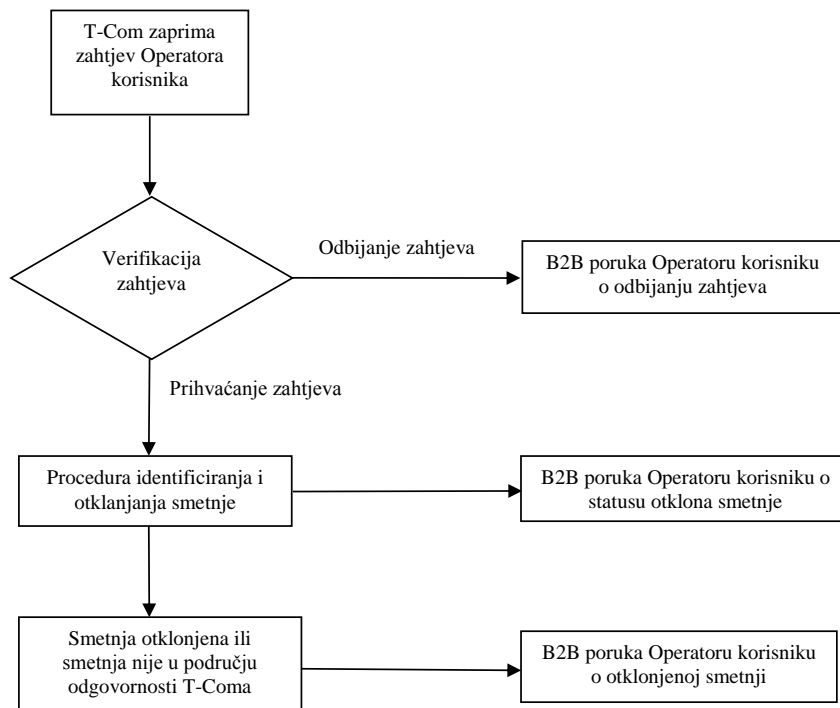 T-Com zaprima
zahtjev Operatora
korisnika
Verifikacija
zahtjeva
Odbijanje zahtjeva
B2B poruka Operatoru korisniku
o odbijanju zahtjeva
Prihvaćanje zahtjeva
Procedura identificiranja i
otklanjanja smetnje
B2B poruka Operatoru korisniku o
statusu otklona smetnje
Smetnja otklonjena ili
smetnja nije u području
odgovornosti T-Coma
B2B poruka Operatoru korisniku
o otklonjenoj smetnji